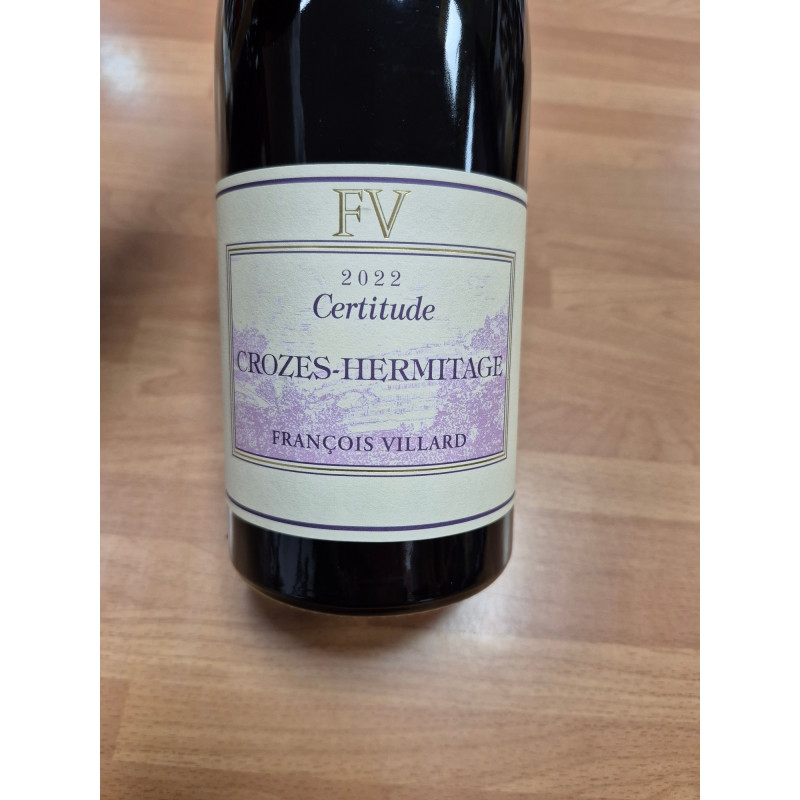 FV
2022
Certitude
CROZES-HERMITAGE
FRANÇOIS VILLARD